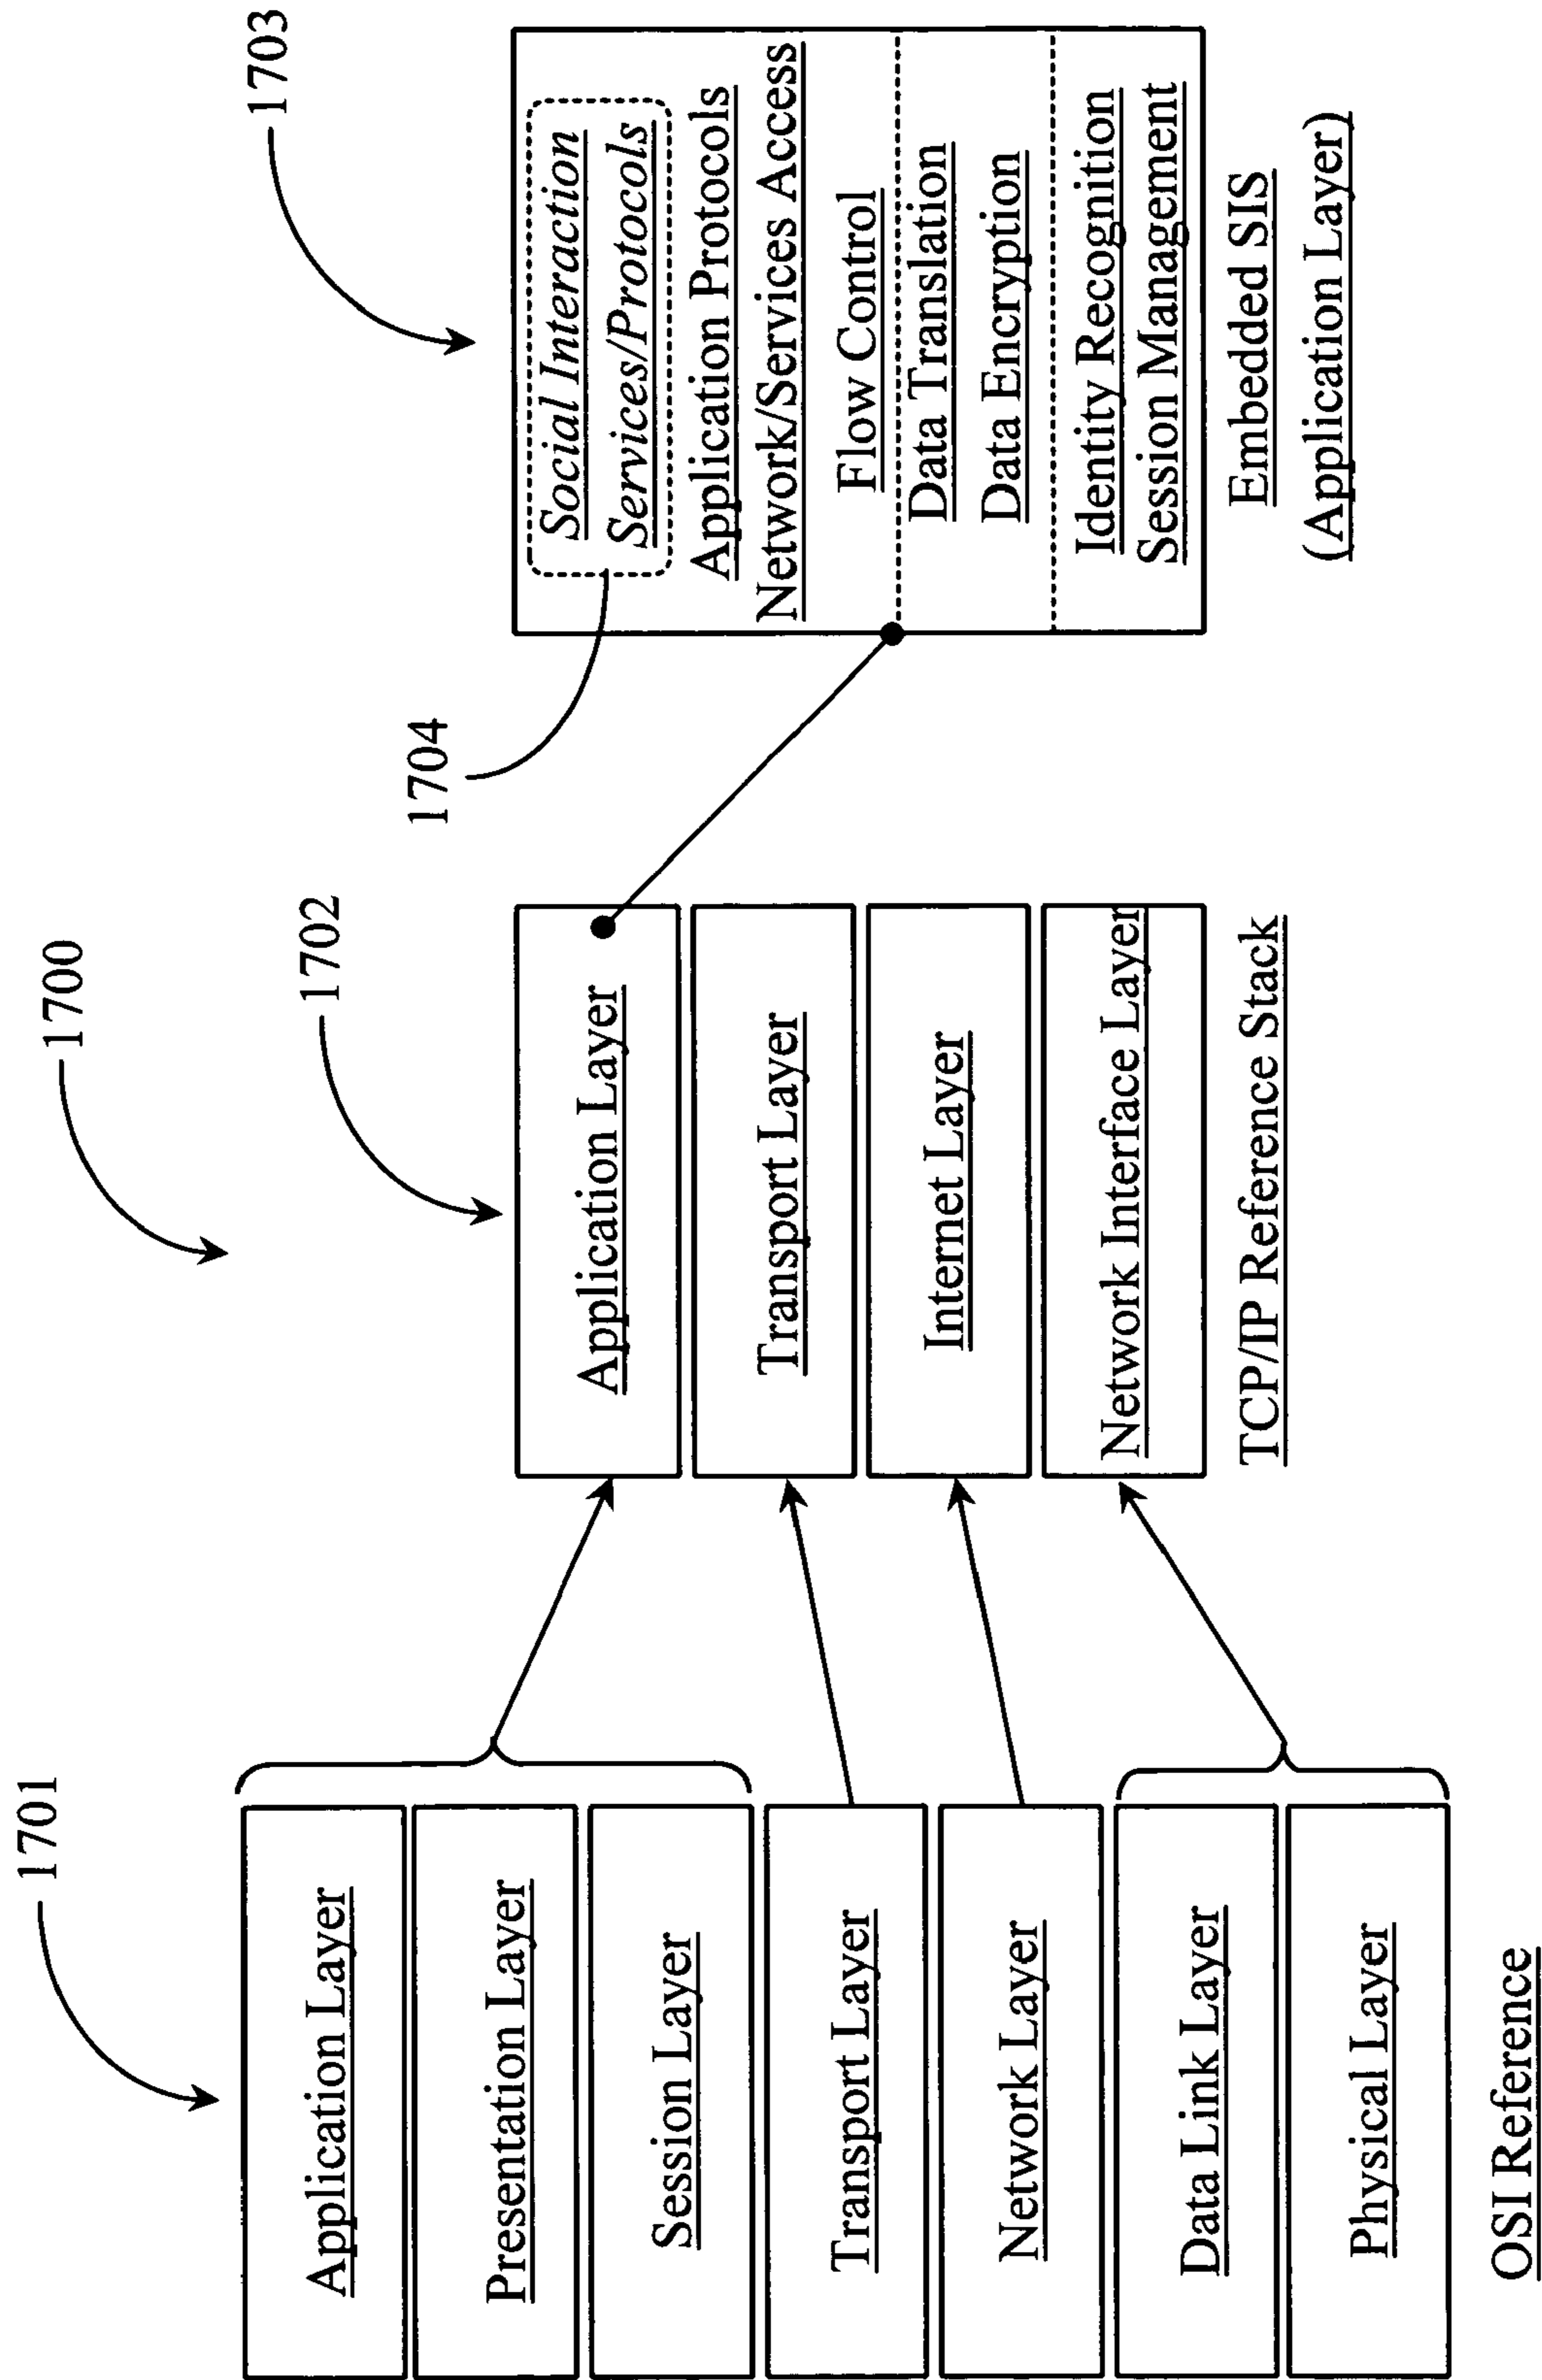 1700
1701
Application Layer
Presentation Layer
Session Layer
Transport Layer
Network Layer
Data Link Layer
Physical Layer
OSI Reference
1702
Application Layer
Transport Layer
Internet Layer
Network Interface Layer
TCP/IP Reference Stack
1703
1704
Social Interaction
Services/Protocols
Application Protocols
Network/Services Access
Flow Control
Data Translation
Data Encryption
Identity Recognition
Session Management
Embedded SIS
(Application Layer)